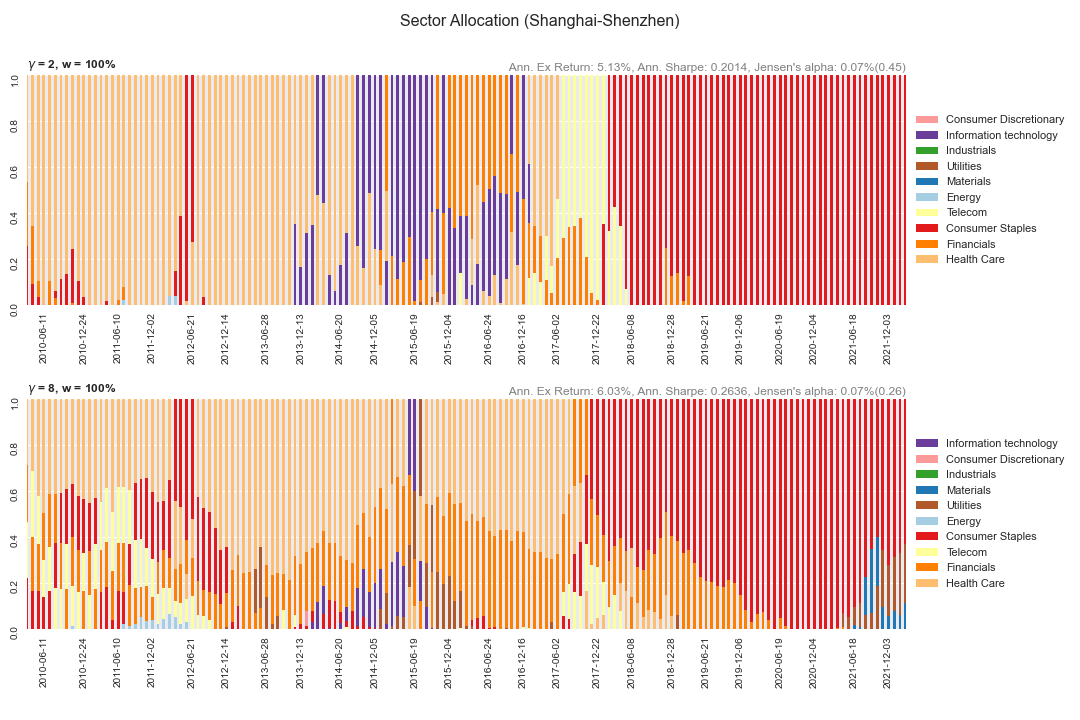 Sector Allocation (Shanghai-Shenzhen)
γ = 2, w = 100%
Ann. Ex Return: 5.13%, Ann. Sharpe: 0.2014, Jensen's alpha: 0.07%(0.45)
1.0
0.8
0.6
0.4
0.2
0.0
Consumer Discretionary
Information technology
Industrials
Utilities
Materials
Energy
Telecom
Consumer Staples
Financials
Health Care
2010-06-11
2010-12-24
2011-06-10
2011-12-02
2012-06-21
2012-12-14
2013-06-28
2013-12-13
2014-06-20
2014-12-05
2015-06-19
2015-12-04
2016-06-24
2016-12-16
2017-06-02
2017-12-22
2018-06-08
2018-12-28
2019-06-21
2019-12-06
2020-06-19
2020-12-04
2021-06-18
2021-12-03
γ = 8, w = 100%
Ann. Ex Return: 6.03%, Ann. Sharpe: 0.2636, Jensen's alpha: 0.07%(0.26)
1.0
0.8
0.6
0.4
0.2
0.0
Information technology
Consumer Discretionary
Industrials
Materials
Utilities
Energy
Consumer Staples
Telecom
Financials
Health Care
2010-06-11
2010-12-24
2011-06-10
2011-12-02
2012-06-21
2012-12-14
2013-06-28
2013-12-13
2014-06-20
2014-12-05
2015-06-19
2015-12-04
2016-06-24
2016-12-16
2017-06-02
2017-12-22
2018-06-08
2018-12-28
2019-06-21
2019-12-06
2020-06-19
2020-12-04
2021-06-18
2021-12-03